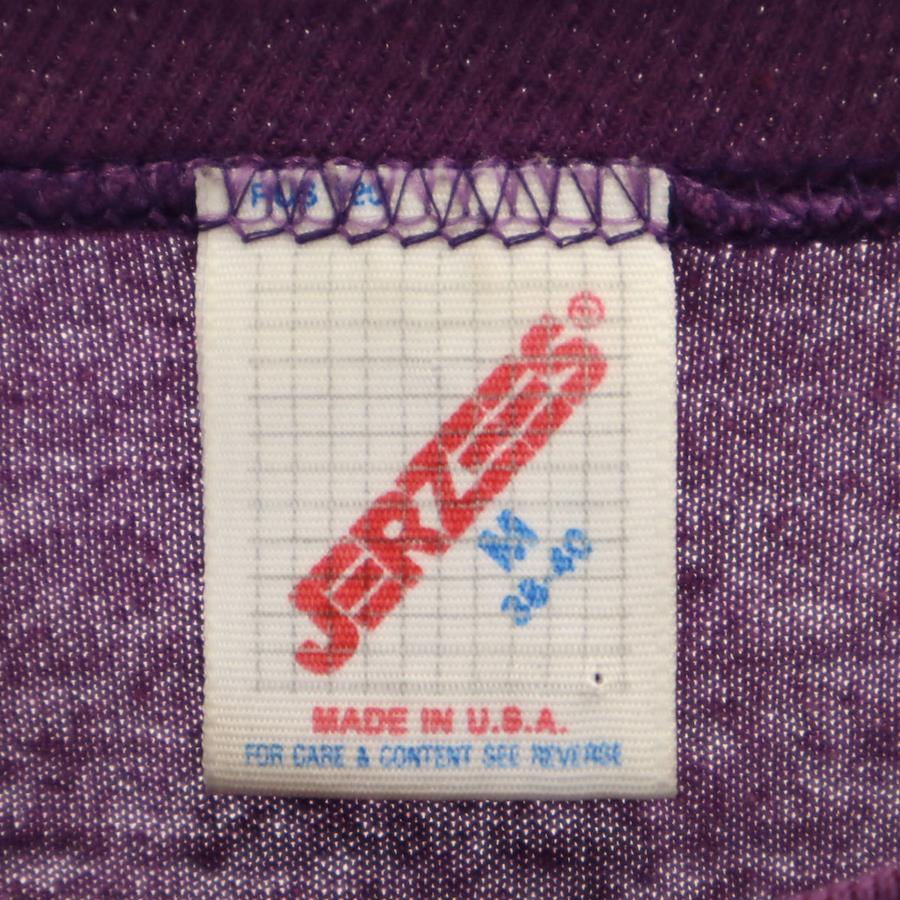 JERZEES®
M
38-40
MADE IN U.S.A.
FOR CARE & CONTENT SEE REVERSE